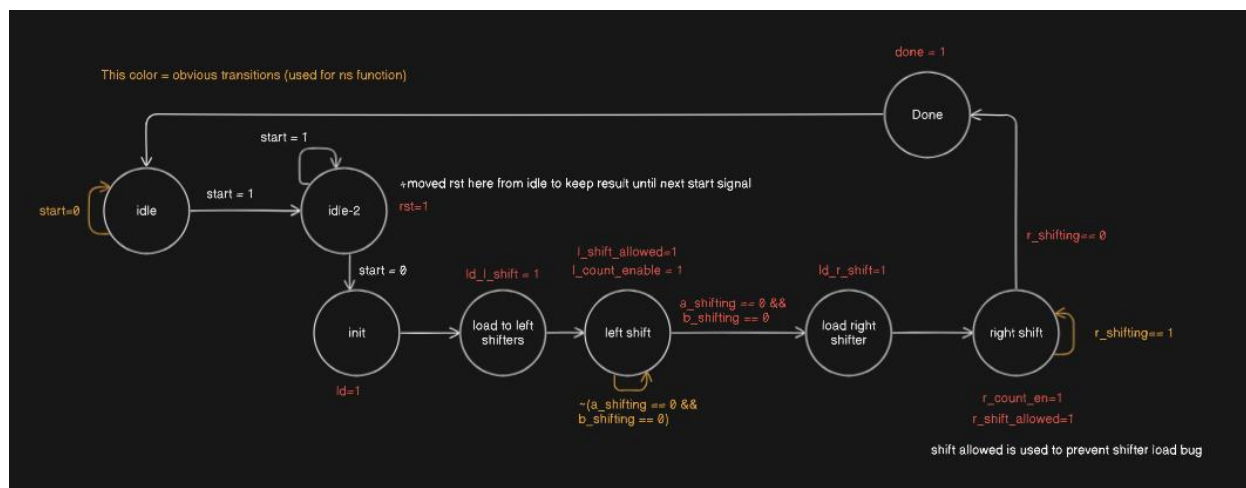 done = 1
This color = obvious transitions (used for ns function)
Done
start = 1
+moved rst here from idle to keep result until next start signal
start=0
idle
start = 1
idle-2
rst=1
r_shifting== 0
l_shift_allowed=1
l_count_enable = 1
start = 0
ld_l_shift = 1
ld_r_shift=1
a_shifting == 0 &&
b_shifting == 0
init
load to left
shifters
left shift
load right
shifter
right shift
r_shifting== 1
ld=1
~(a_shifting == 0 &&
b_shifting == 0)
r_count_en=1
r_shift_allowed=1
shift allowed is used to prevent shifter load bug